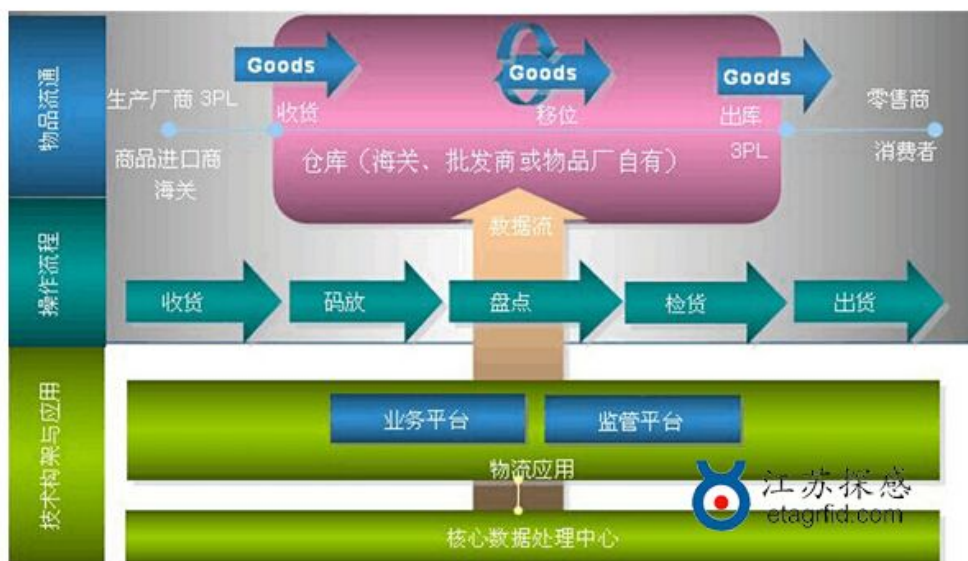 物品流通
Goods
Goods
Goods
生产厂商 3PL
收货
移位
出库
零售商
商品进口商
海关
仓库（海关、批发商或物品厂自有）
3PL
消费者
数据流
操作流程
收货
码放
盘点
检货
出货
技术构架与应用
业务平台
监管平台
物流应用
江苏探感
etagrfid.com
核心数据处理中心